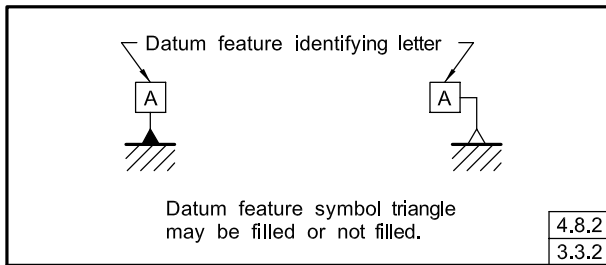 Datum feature identifying letter
A
A
Datum feature symbol triangle
may be filled or not filled.
4.8.2
3.3.2